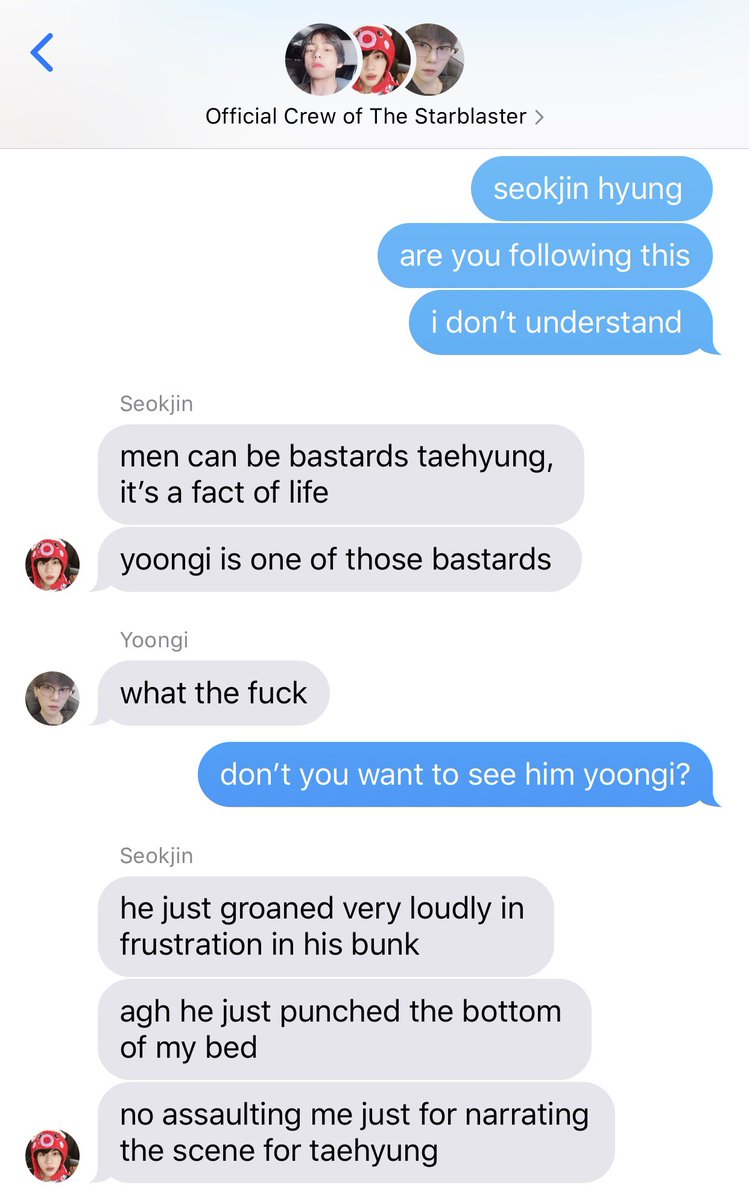 Official Crew of The Starblaster
seokjin hyung
are you following this
i don’t understand
Seokjin
men can be bastards taehyung,
it’s a fact of life
yoongi is one of those bastards
Yoongi
what the fuck
don’t you want to see him yoongi?
Seokjin
he just groaned very loudly in
frustration in his bunk
agh he just punched the bottom
of my bed
no assaulting me just for narrating
the scene for taehyung